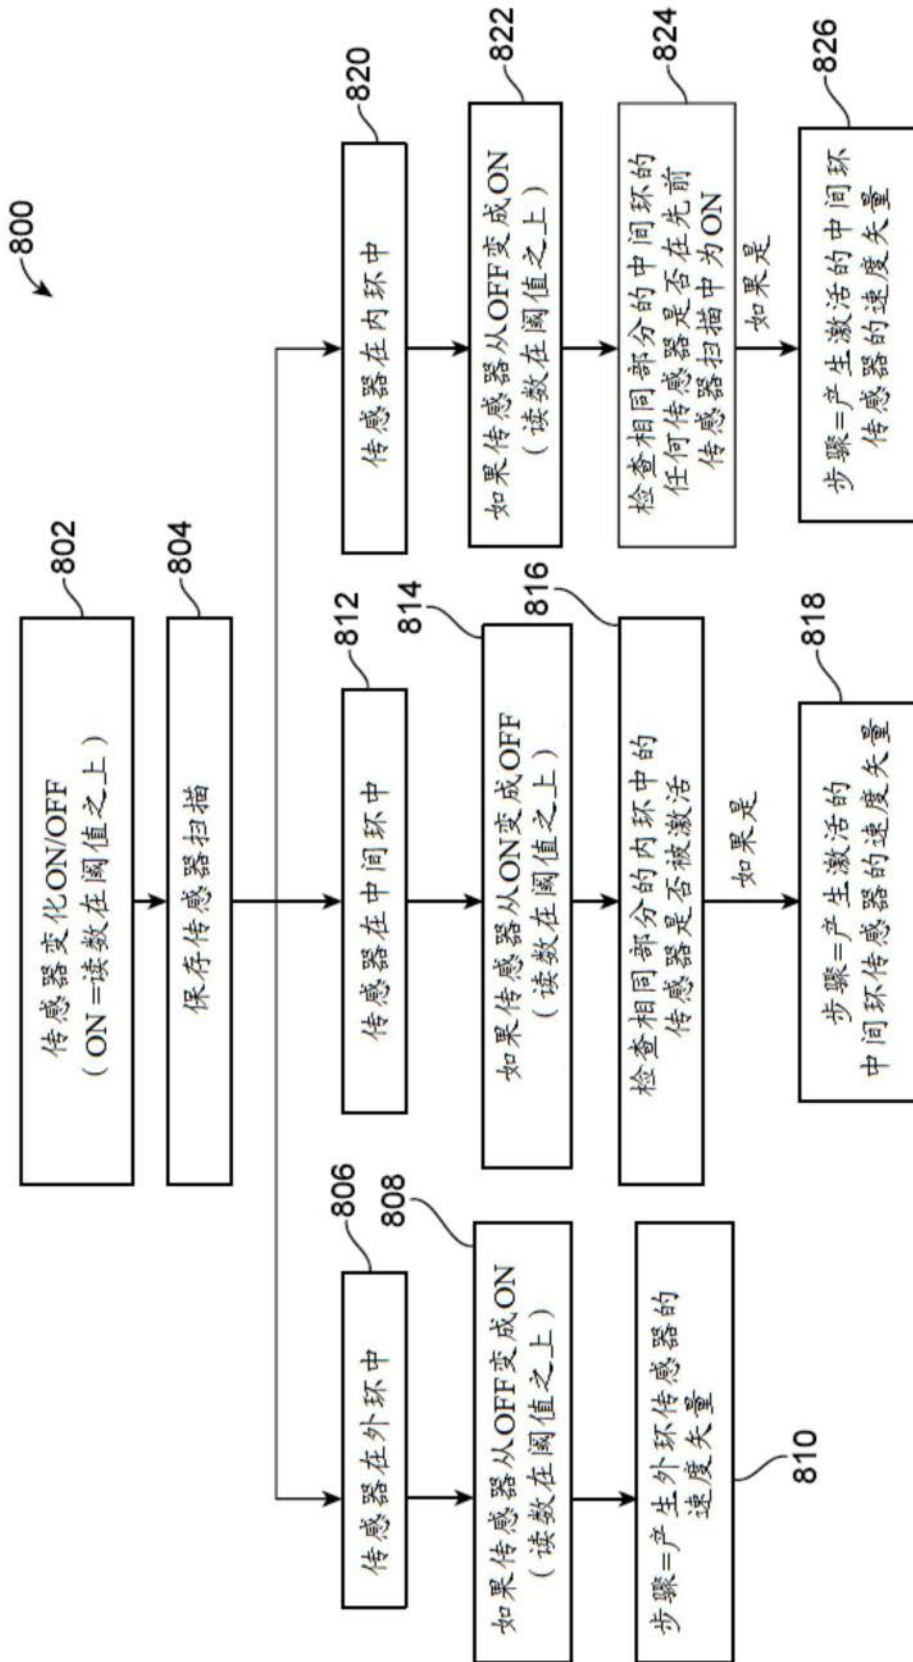 800
传感器变化ON/OFF
（ON=读数在阈值之上）
802
保存传感器扫描
804
传感器在外环中
806
如果传感器从OFF变成ON
（读数在阈值之上）
808
步骤=产生外环传感器的
速度矢量
810
传感器在中间环中
812
如果传感器从ON变成OFF
（读数在阈值之上）
814
检查相同部分的内环中的
传感器是否被激活
816
如果是
步骤=产生激活的
中间环传感器的速度矢量
818
传感器在内环中
820
如果传感器从OFF变成ON
（读数在阈值之上）
822
检查相同部分的中间环的
任何传感器是否在先前
传感器扫描中为ON
824
如果是
步骤=产生激活的中间环
传感器的速度矢量
826